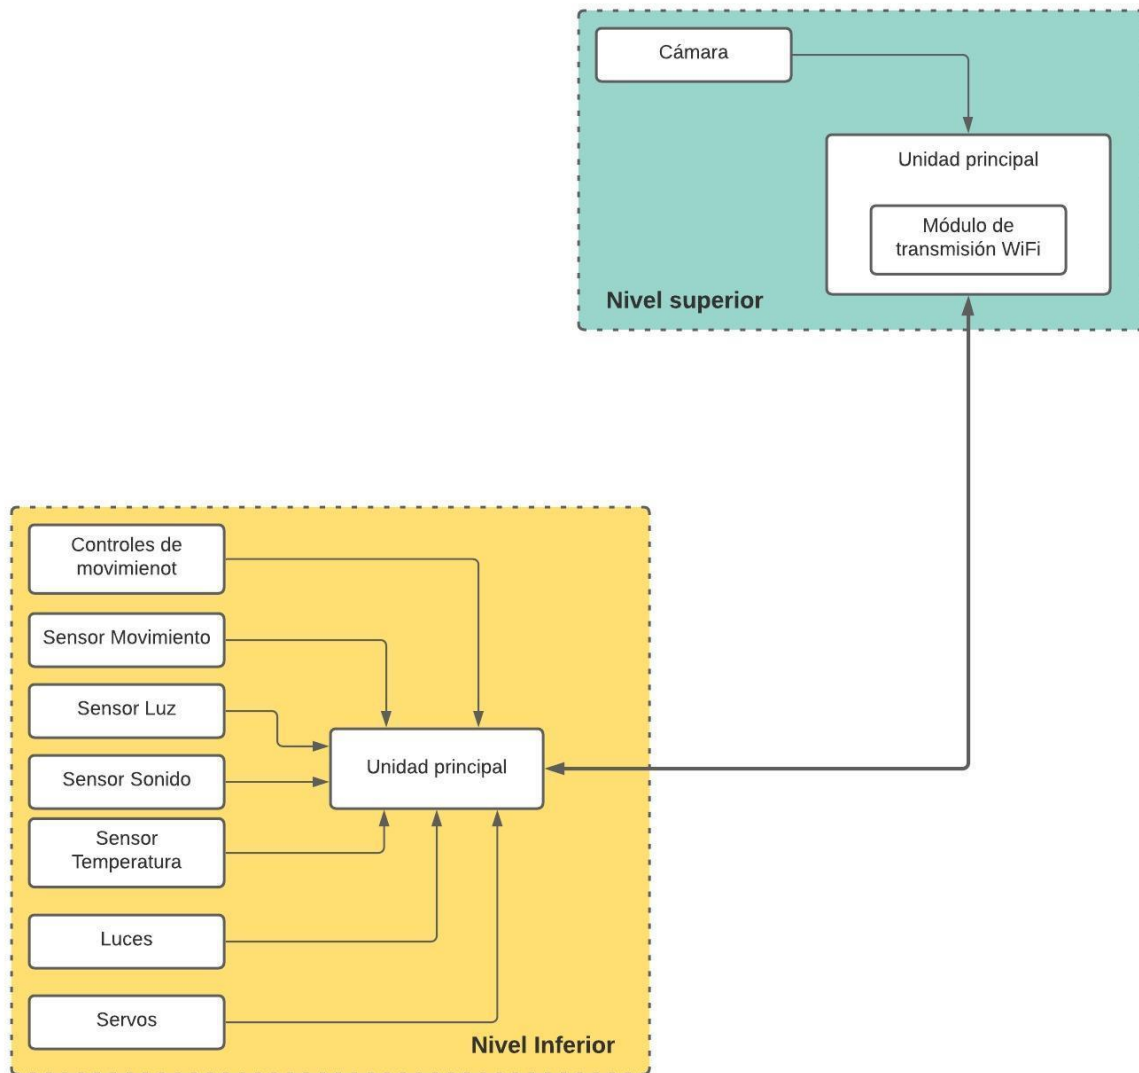 Cámara
Unidad principal
Módulo de
transmisión WiFi
Nivel superior
Controles de
movimienot
Sensor Movimiento
Sensor Luz
Sensor Sonido
Sensor
Temperatura
Luces
Servos
Unidad principal
Nivel Inferior